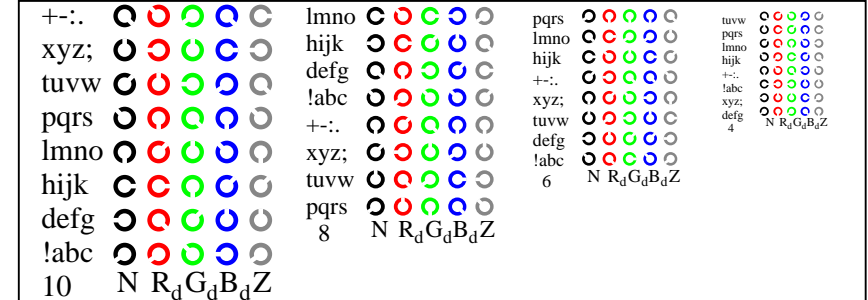 +-:.
xyz;
tuvw
pqrs
lmno
hijk
defg
!abc
10 N RdGdBdZ
lmno
hijk
defg
!abc
+-:.
xyz;
tuvw
pqrs
8 N RdGdBdZ
pqrs
lmno
hijk
+-:.
xyz;
tuvw
defg
!abc
6 N RdGdBdZ
tuvw
pqrs
lmno
hijk
+-:.
!abc
xyz;
defg
4 N RdGdBdZ